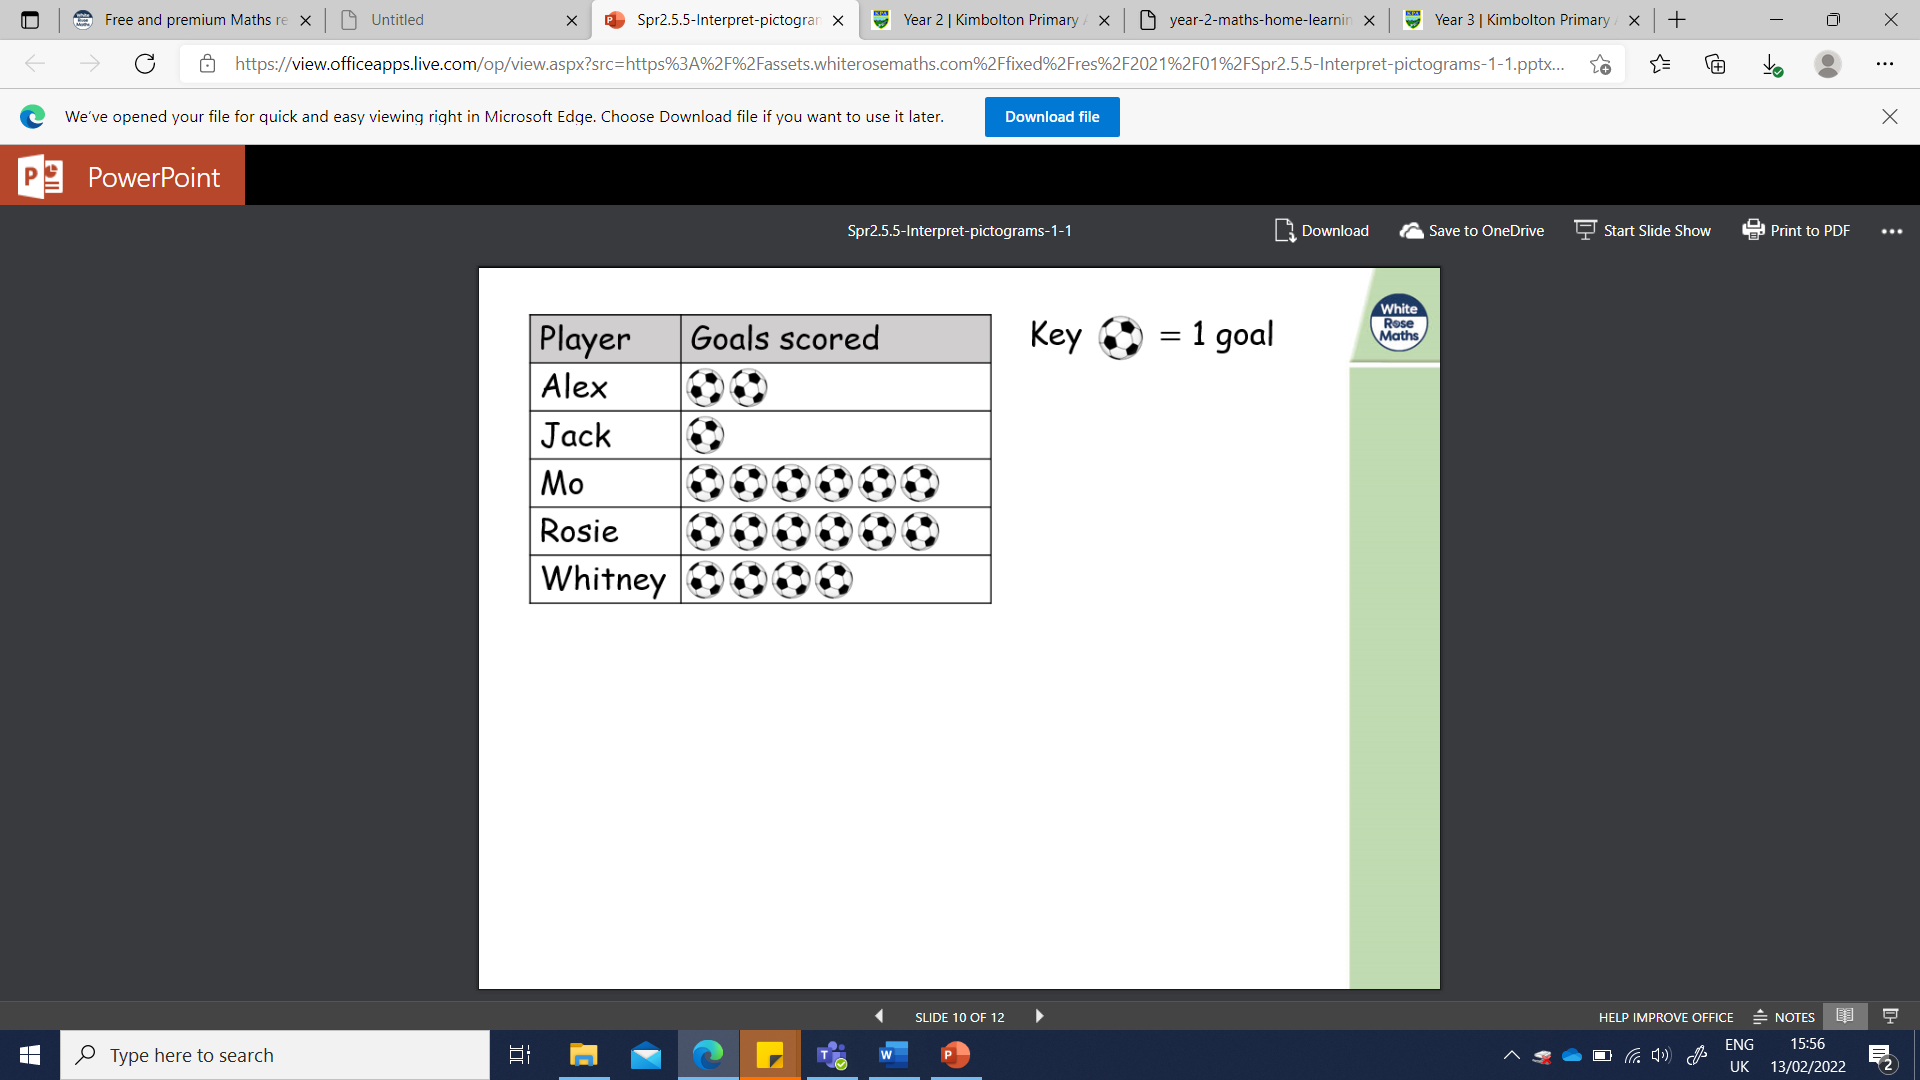 Free and premium Maths re
Untitled
Spr2.5.5-Interpret-pictogran
Year 2 | Kimbolton Primary
year-2-maths-home-learnin
Year 3 | Kimbolton Primary
https://view.officeapps.live.com/op/view.aspx?src=https%3A%2F%2Fassets.whiterosemaths.com%2Ffixed%2Fres%2F2021%2F01%2FSpr2.5.5-Interpret-pictograms-1-1.pptx...
We've opened your file for quick and easy viewing right in Microsoft Edge. Choose Download file if you want to use it later.
Download file
PowerPoint
Spr2.5.5-Interpret-pictograms-1-1
Download
Save to OneDrive
Start Slide Show
Print to PDF
Player Goals scored
Alex
Jack
Mo
Rosie
Whitney
Key = 1 goal
White
Rose
Maths
SLIDE 10 OF 12
HELP IMPROVE OFFICE
NOTES
Type here to search
ENG
UK
15:56
13/02/2022
2